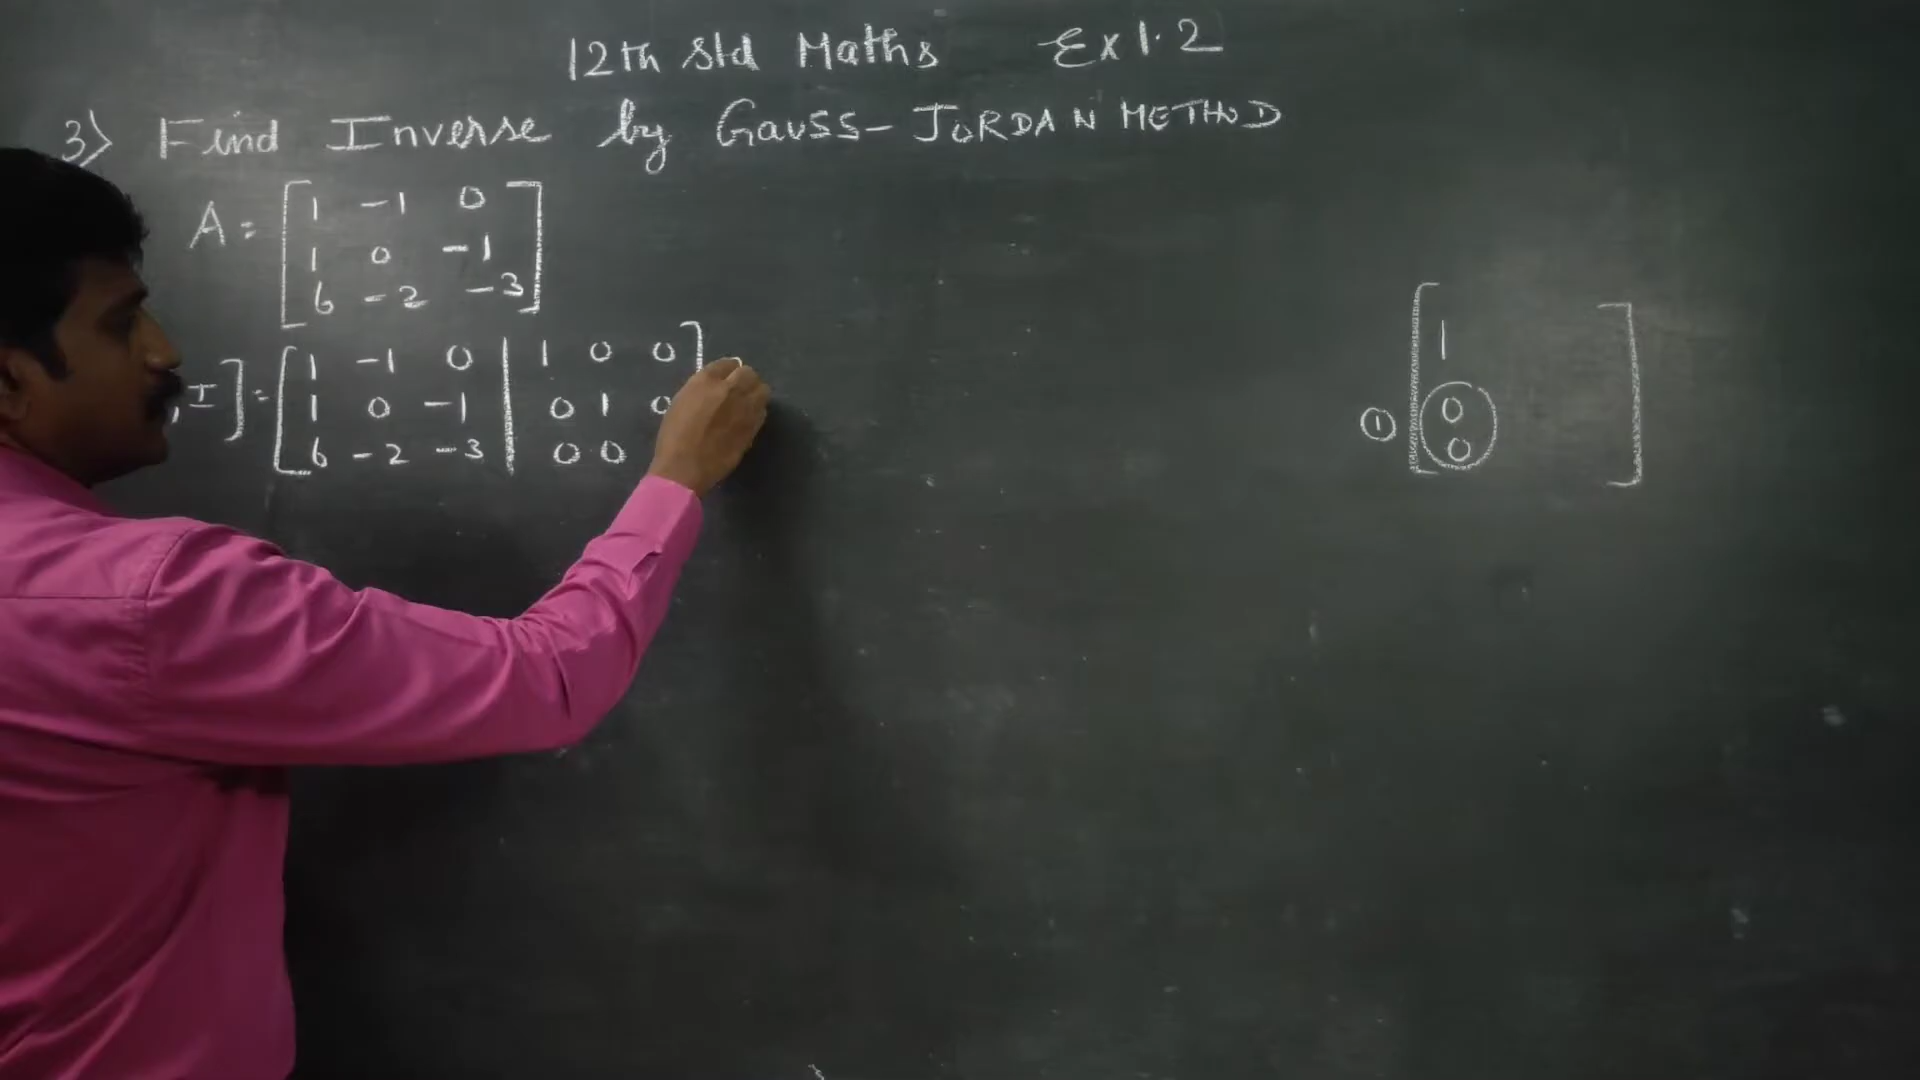 12th std Maths Ex 1.2
3) Find Inverse by Gauss-JORDAN METHOD
A = [1 -1 0
1 0 -1
6 -2 -3]
, I] = [1 -1 0 | 1 0 0]
1 0 -1 | 0 1 0
6 -2 -3 | 0 0
[1
① 0
0 ]